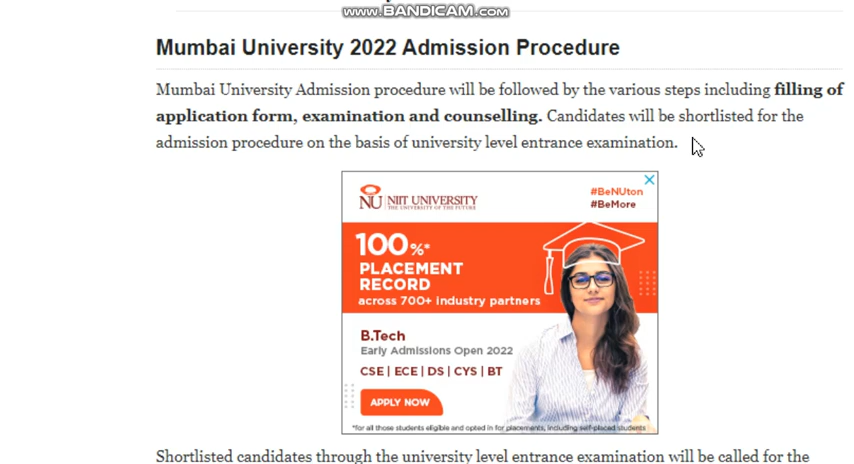 www.BANDICAM.com
Mumbai University 2022 Admission Procedure
Mumbai University Admission procedure will be followed by the various steps including filling of
application form, examination and counselling. Candidates will be shortlisted for the
admission procedure on the basis of university level entrance examination.
NU NIIT UNIVERSITY
THE UNIVERSITY OF THE FUTURE
#BeNUton
#BeMore
100%*
PLACEMENT
RECORD
across 700+ industry partners
B.Tech
Early Admissions Open 2022
CSE | ECE | DS | CYS | BT
APPLY NOW
*for all those students eligible and opted in for placements, including self-placed students
Shortlisted candidates through the university level entrance examination will be called for the